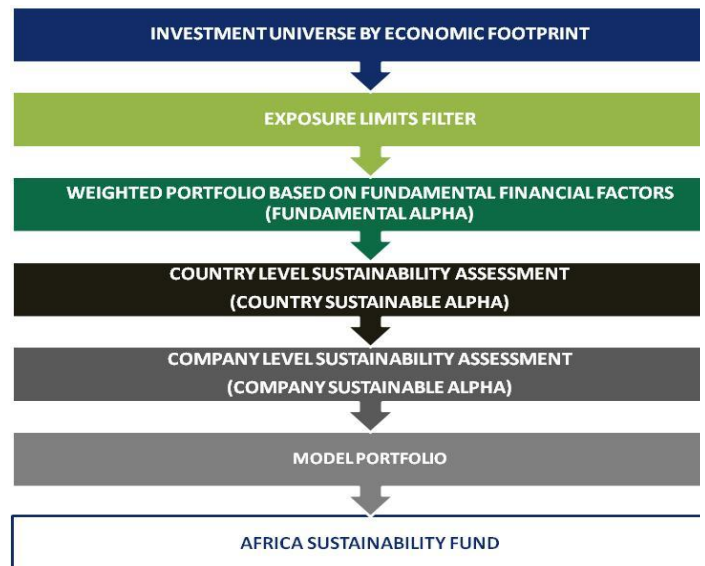 INVESTMENT UNIVERSE BY ECONOMIC FOOTPRINT
EXPOSURE LIMITS FILTER
WEIGHTED PORTFOLIO BASED ON FUNDAMENTAL FINANCIAL FACTORS
(FUNDAMENTAL ALPHA)
COUNTRY LEVEL SUSTAINABILITY ASSESSMENT
(COUNTRY SUSTAINABLE ALPHA)
COMPANY LEVEL SUSTAINABILITY ASSESSMENT
(COMPANY SUSTAINABLE ALPHA)
MODEL PORTFOLIO
AFRICA SUSTAINABILITY FUND